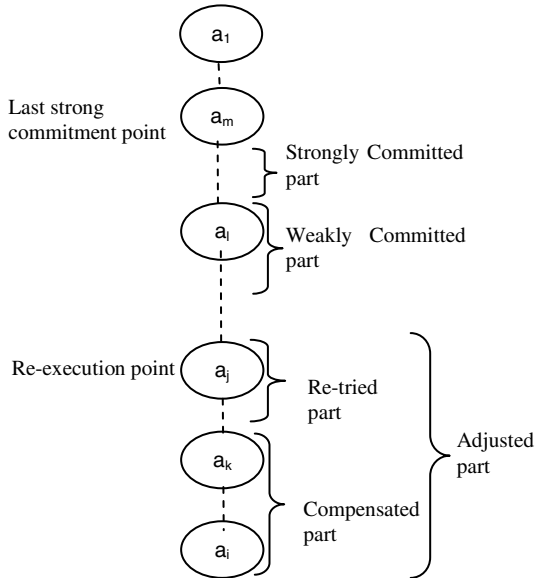 a1
Last strong
commitment point
am
Strongly Committed
part
al
Weakly Committed
part
Re-execution point
aj
Re-tried
part
Adjusted
part
ak
Compensated
part
ai